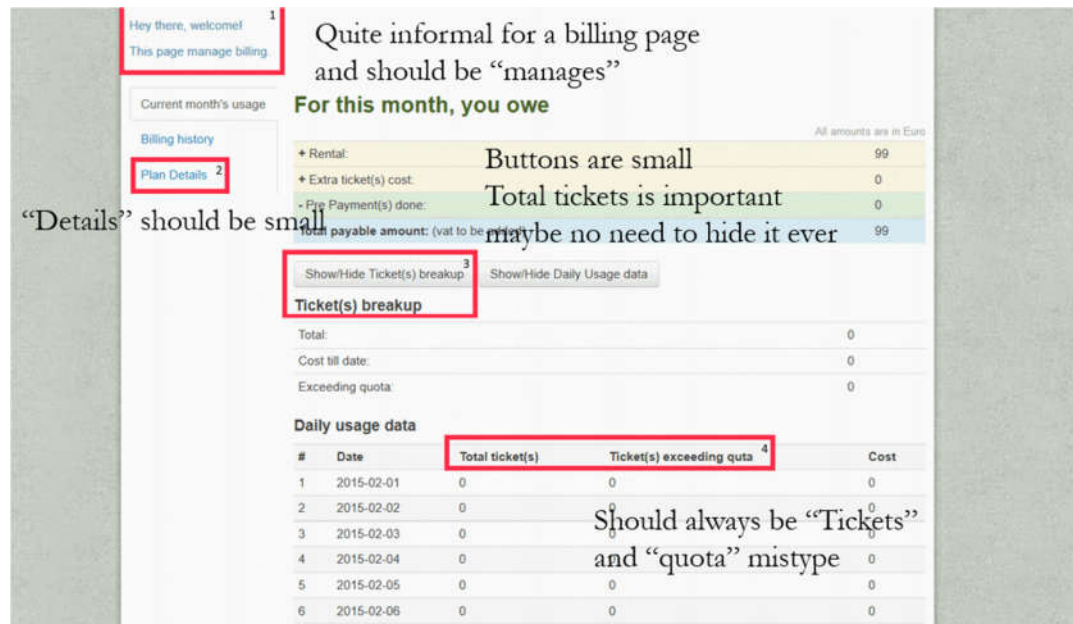 Hey there, welcome! 1
This page manage billing.
Quite informal for a billing page
and should be “manages”
Current month's usage
Billing history
Plan Details 2
“Details” should be small
For this month, you owe
All amounts are in Euro
+ Rental: 99
+ Extra ticket(s) cost: 0
- Pre Payment(s) done: 0
Total payable amount: (vat to be added) 99
Buttons are small
Total tickets is important
maybe no need to hide it ever
Show/Hide Ticket(s) breakup 3 Show/Hide Daily Usage data
Ticket(s) breakup
Total: 0
Cost till date: 0
Exceeding quota: 0
Daily usage data
# Date Total ticket(s) Ticket(s) exceeding quta 4 Cost
1 2015-02-01 0 0 0
2 2015-02-02 0 0 0
3 2015-02-03 0 0 0
4 2015-02-04 0 0 0
5 2015-02-05 0 0 0
6 2015-02-06 0 0 0
Should always be “Tickets”
and “quota” mistype